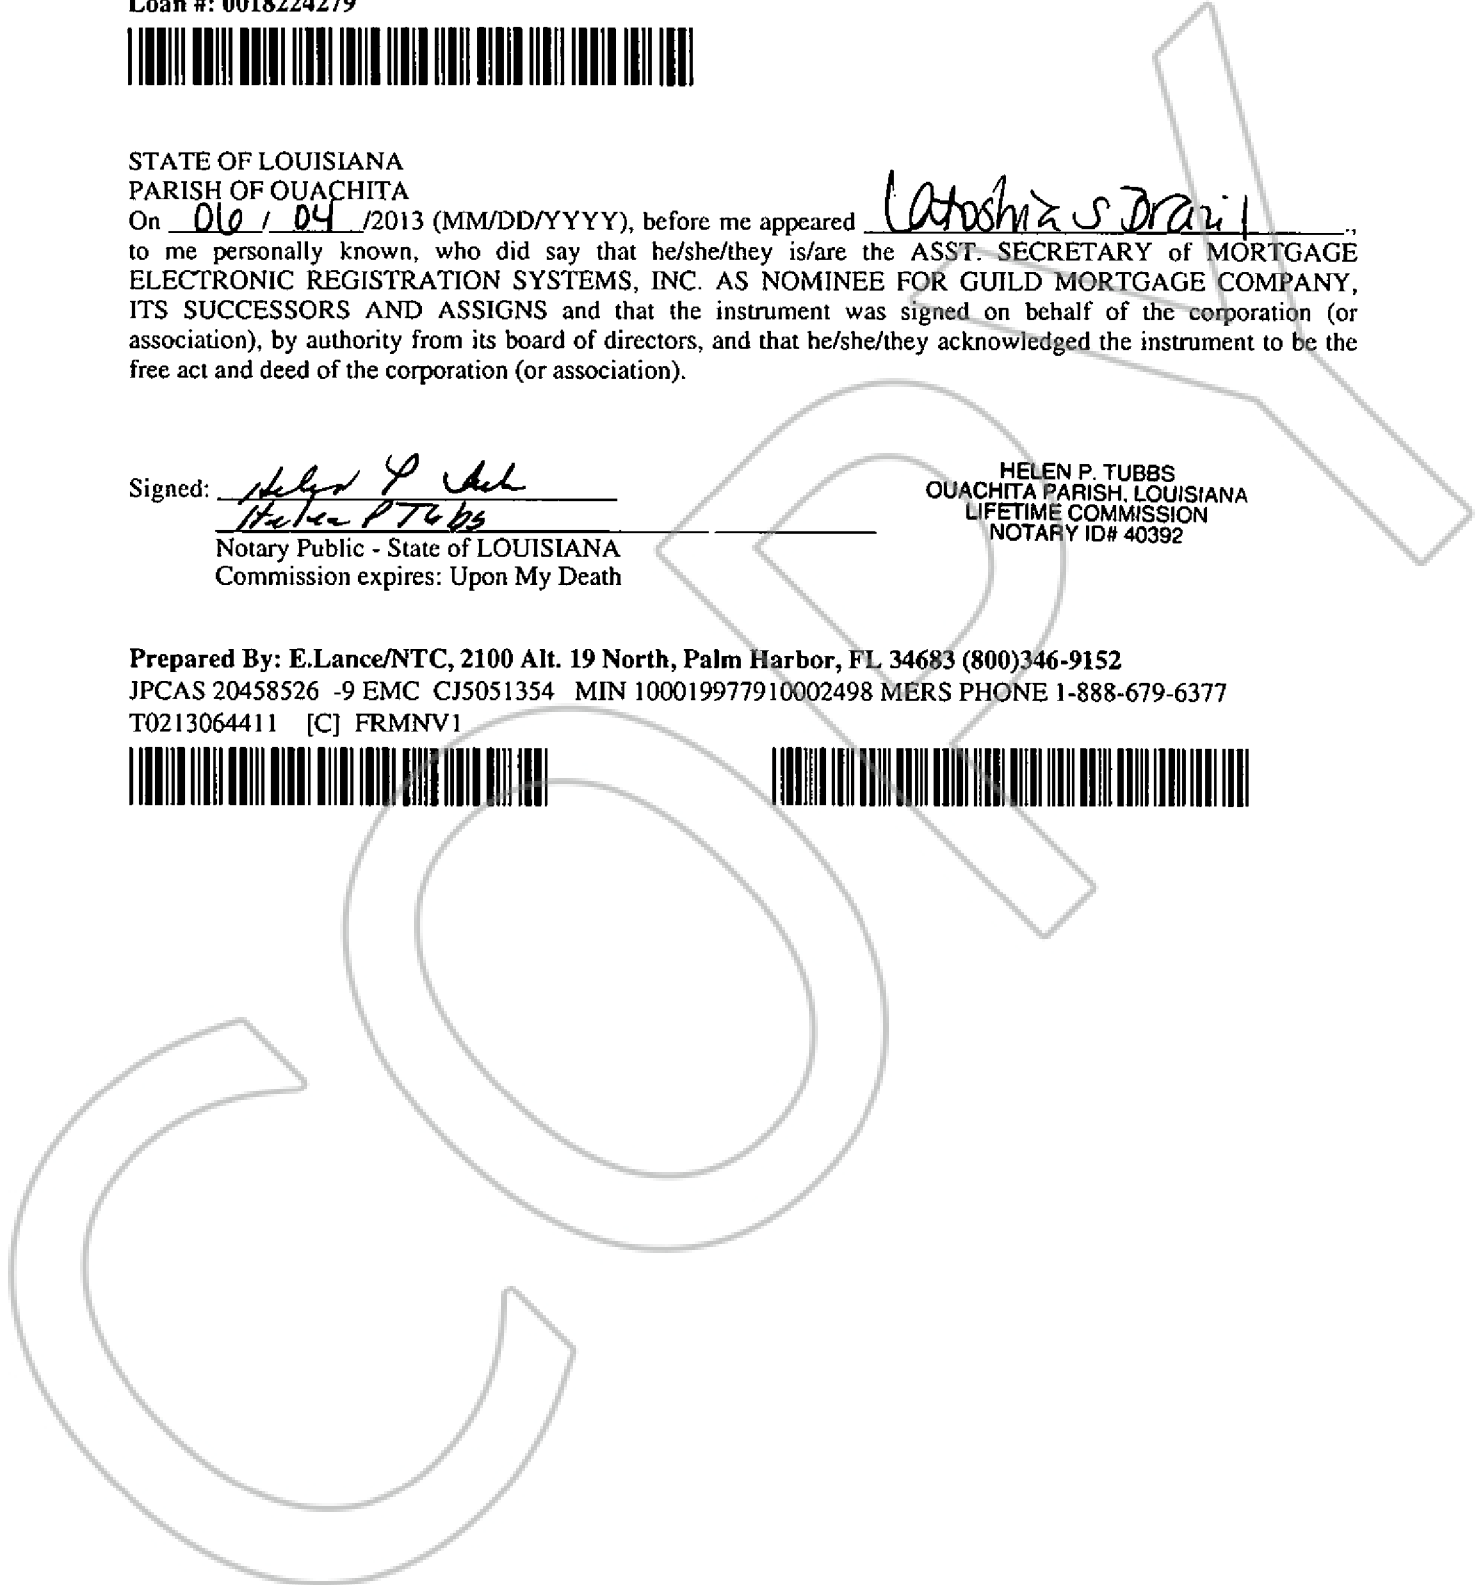 Loan #: 0018224279
STATE OF LOUISIANA
PARISH OF OUACHITA
On 06 / 04 /2013 (MM/DD/YYYY), before me appeared Latoshia S Brazil,
to me personally known, who did say that he/she/they is/are the ASST. SECRETARY of MORTGAGE
ELECTRONIC REGISTRATION SYSTEMS, INC. AS NOMINEE FOR GUILD MORTGAGE COMPANY,
ITS SUCCESSORS AND ASSIGNS and that the instrument was signed on behalf of the corporation (or
association), by authority from its board of directors, and that he/she/they acknowledged the instrument to be the
free act and deed of the corporation (or association).
Signed: Helen P
Helen P Tubbs
Notary Public - State of LOUISIANA
Commission expires: Upon My Death
HELEN P. TUBBS
OUACHITA PARISH, LOUISIANA
LIFETIME COMMISSION
NOTARY ID# 40392
Prepared By: E.Lance/NTC, 2100 Alt. 19 North, Palm Harbor, FL 34683 (800)346-9152
JPCAS 20458526 -9 EMC CJ5051354 MIN 100019977910002498 MERS PHONE 1-888-679-6377
T0213064411 [C] FRMNV1
COPY